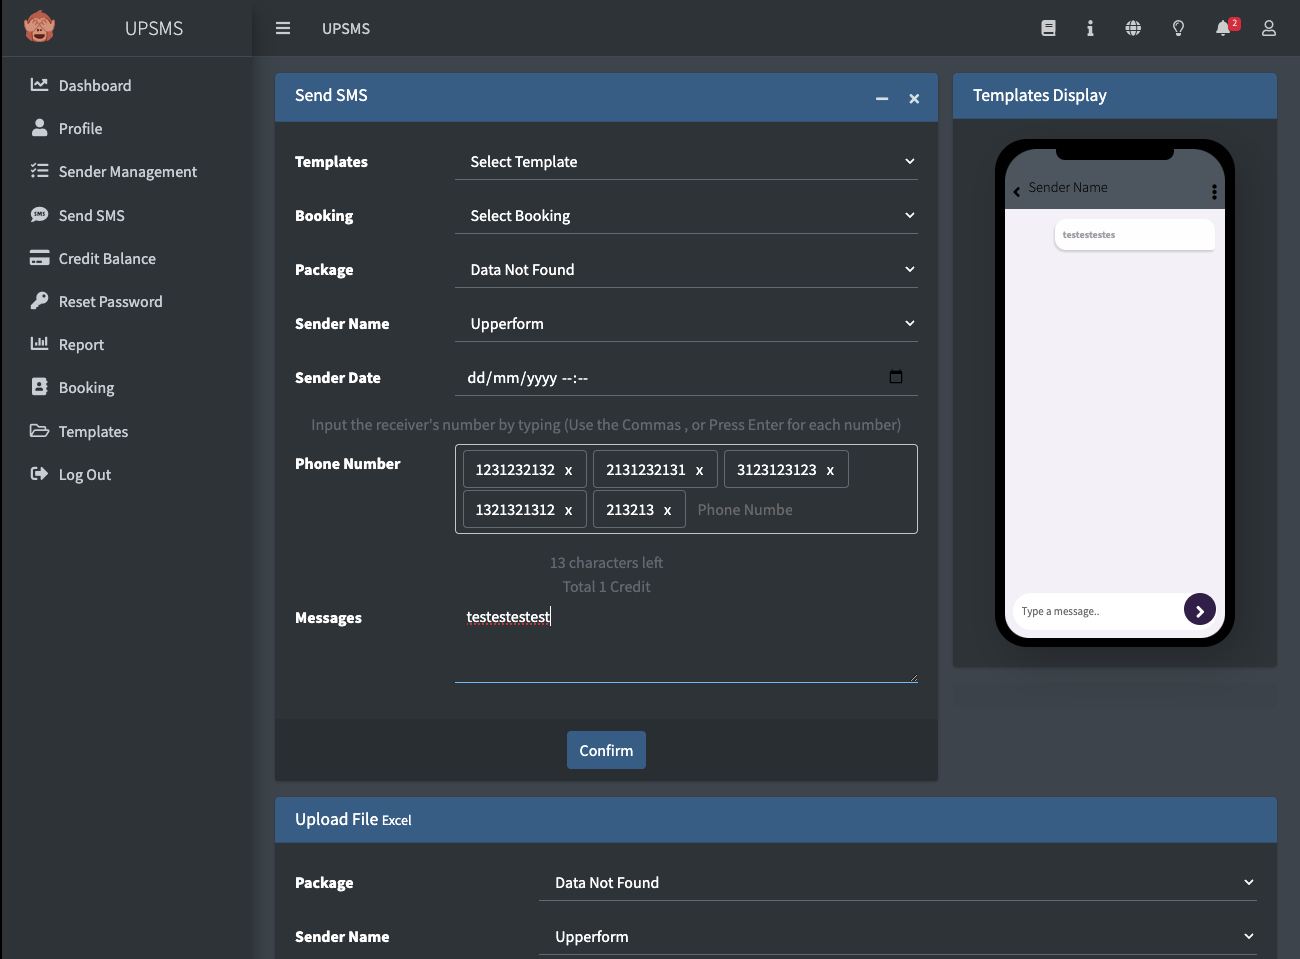 UPSMS
UPSMS
2
Dashboard
Profile
Sender Management
Send SMS
Credit Balance
Reset Password
Report
Booking
Templates
Log Out
Send SMS
Templates Select Template
Booking Select Booking
Package Data Not Found
Sender Name Upperform
Sender Date dd/mm/yyyy --:--
Input the receiver's number by typing (Use the Commas , or Press Enter for each number)
Phone Number 1231232132 x 2131232131 x 3123123123 x
1321321312 x 213213 x Phone Numbe
13 characters left
Total 1 Credit
Messages testestestest
Confirm
Templates Display
Sender Name
testestestes
Type a message..
Upload File Excel
Package Data Not Found
Sender Name Upperform